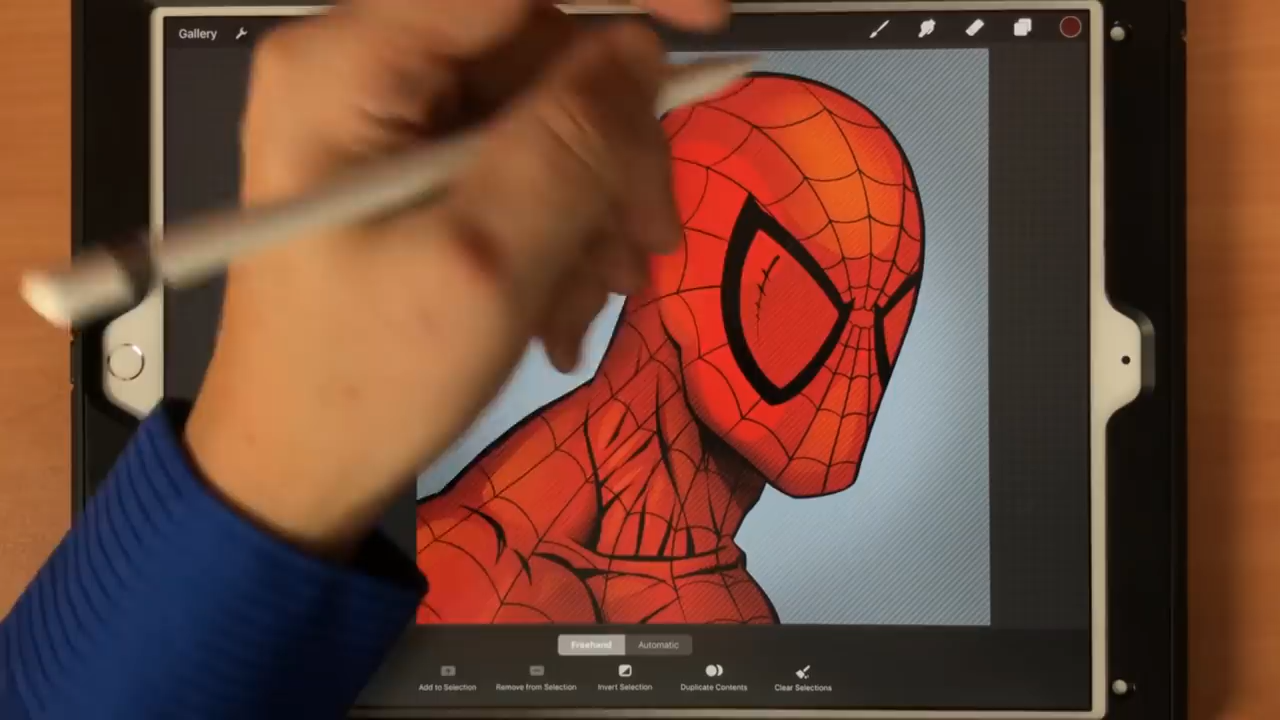 Gallery
Freehand Automatic
Add to Selection Remove from Selection Invert Selection Duplicate Contents Clear Selections